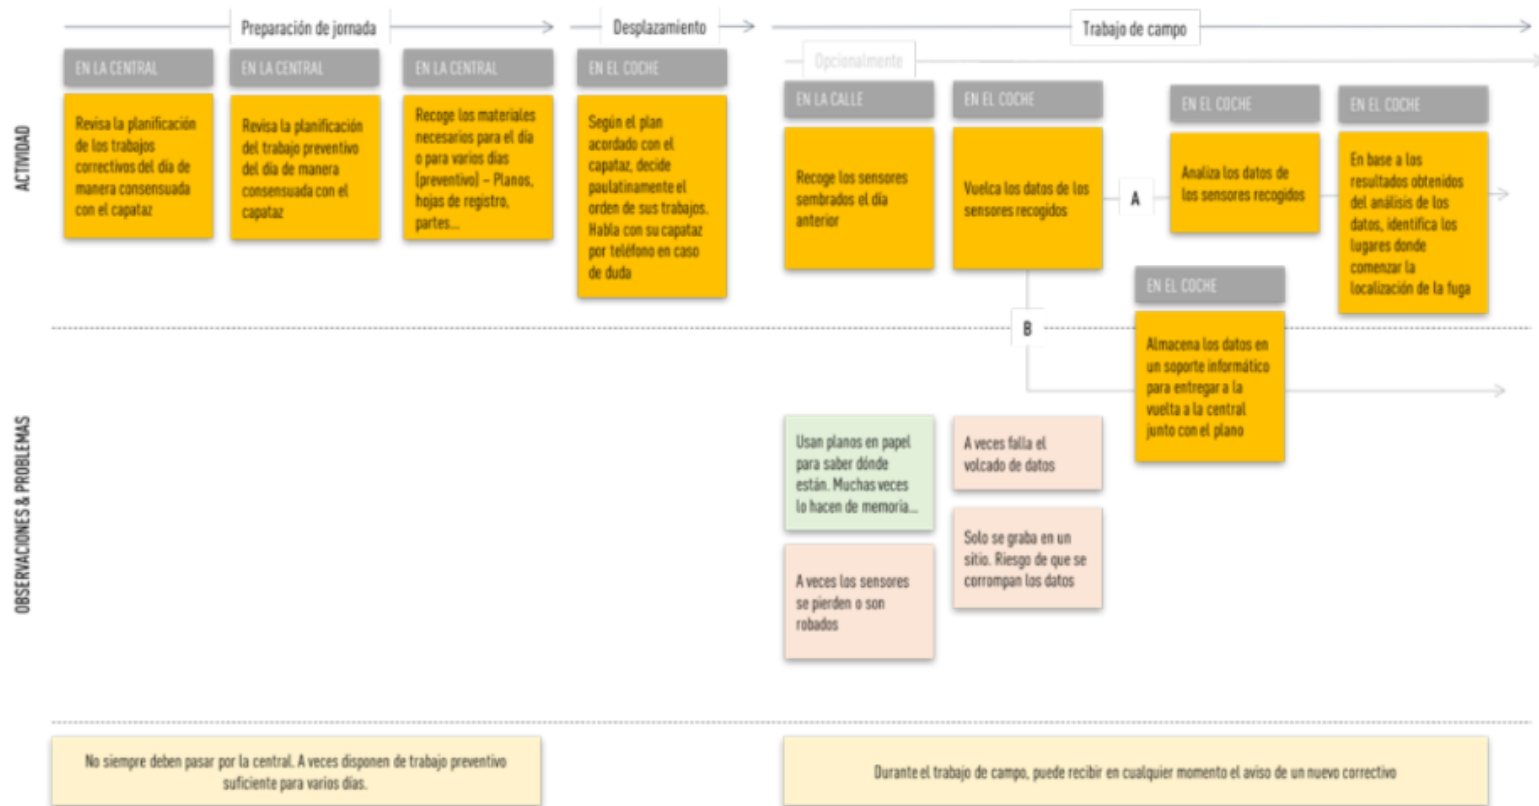 Preparación de jornada
Desplazamiento
Trabajo de campo
Opcionalmente
ACTIVIDAD
EN LA CENTRAL
Revisa la planificación
de los trabajos
correctivos del día de
manera consensuada
con el capataz
EN LA CENTRAL
Revisa la planificación
del trabajo preventivo
del día de manera
consensuada con el
capataz
EN LA CENTRAL
Recoge los materiales
necesarios para el día
o para varios días
(preventivo) – Planos,
hojas de registro,
partes...
EN EL COCHE
Según el plan
acordado con el
capataz, decide
paulatinamente el
orden de sus trabajos.
Habla con su capataz
por teléfono en caso
de duda
EN LA CALLE
Recoge los sensores
sembrados el día
anterior
EN EL COCHE
Vuelca los datos de los
sensores recogidos
A
EN EL COCHE
Analiza los datos de
los sensores recogidos
EN EL COCHE
En base a los
resultados obtenidos
del análisis de los
datos, identifica los
lugares donde
comenzar la
localización de la fuga
B
EN EL COCHE
Almacena los datos en
un soporte informático
para entregar a la
vuelta a la central
junto con el plano
OBSERVACIONES & PROBLEMAS
Usan planos en papel
para saber dónde
están. Muchas veces
lo hacen de memoria...
A veces los sensores
se pierden o son
robados
A veces falla el
volcado de datos
Solo se graba en un
sitio. Riesgo de que se
corrompan los datos
No siempre deben pasar por la central. A veces disponen de trabajo preventivo
suficiente para varios días.
Durante el trabajo de campo, puede recibir en cualquier momento el aviso de un nuevo correctivo